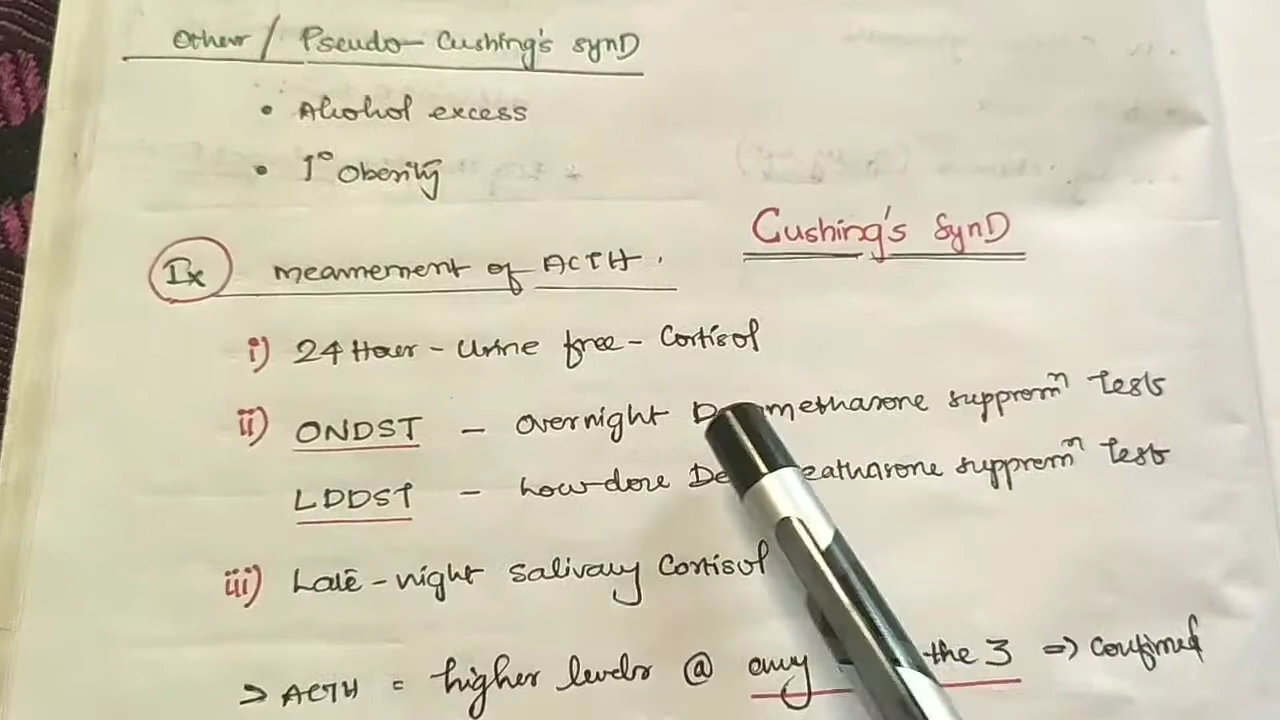 Other / Pseudo-Cushing's synD
• Alcohol excess
• 1° Obesity
Cushing's SynD
Ix measurement of ACTH.
i) 24 Hour - Urine free - Cortisol
ii) ONDST - Overnight methasone suppressⁿ Tests
LDDST - Low dose suppressⁿ Tests
iii) Late - night salivary Cortisol
⇒ ACTH = higher levels @ any the 3 ⇒ Confirmed